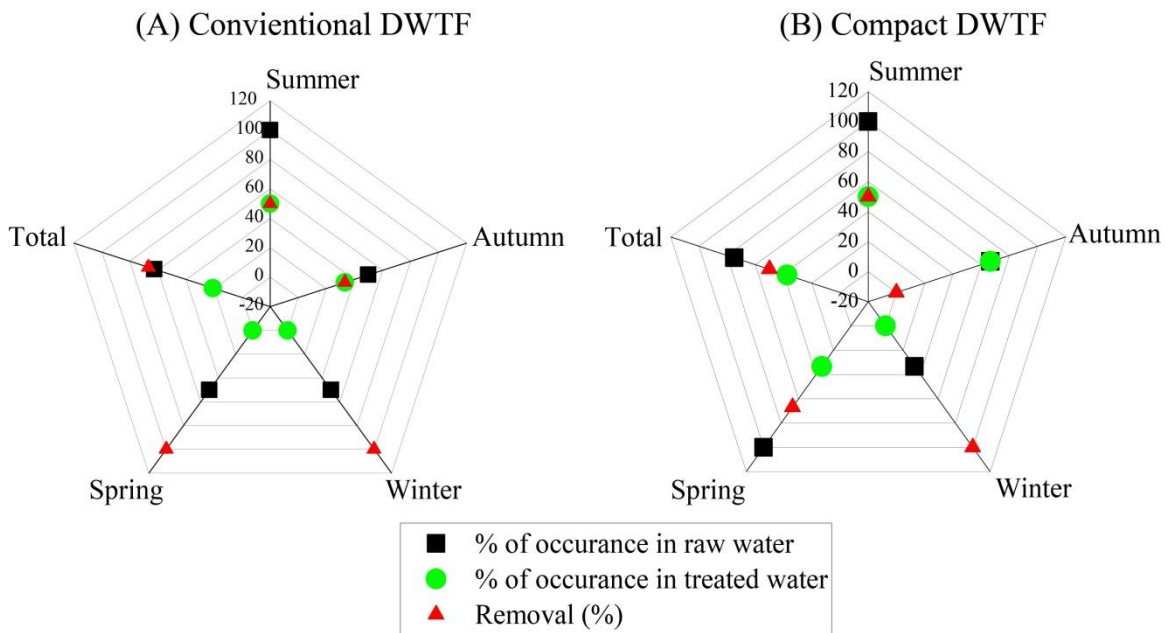 (A) Convientional DWTF
Summer
120
100
80
60
40
20
0
-20
Autumn
Winter
Spring
Total
(B) Compact DWTF
Summer
120
100
80
60
40
20
0
-20
Autumn
Winter
Spring
Total
% of occurance in raw water
% of occurance in treated water
Removal (%)